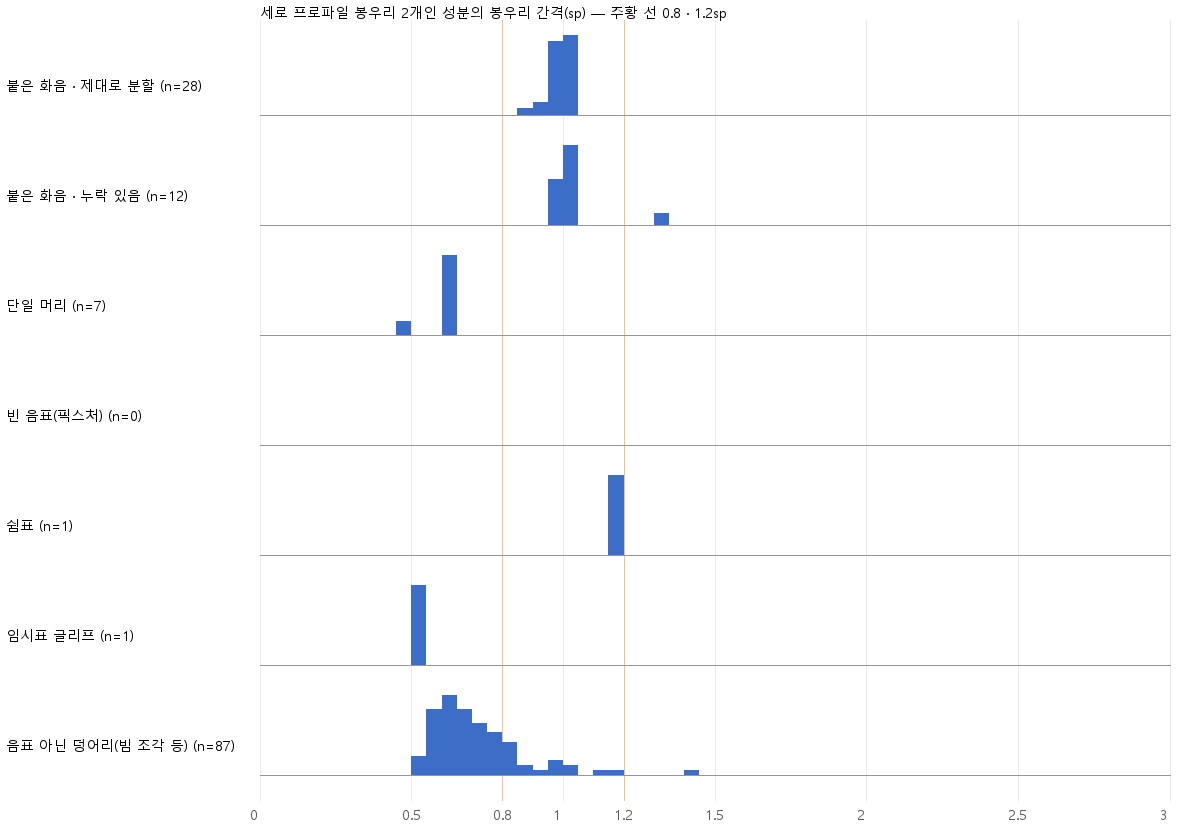 세로 프로파일 봉우리 2개인 성분의 봉우리 간격(sp) — 주황 선 0.8 · 1.2sp
붙은 화음 · 제대로 분할 (n=28)
붙은 화음 · 누락 있음 (n=12)
단일 머리 (n=7)
빈 음표(픽스처) (n=0)
쉼표 (n=1)
임시표 글리프 (n=1)
음표 아닌 덩어리(빔 조각 등) (n=87)
0 0.5 0.8 1 1.2 1.5 2 2.5 3